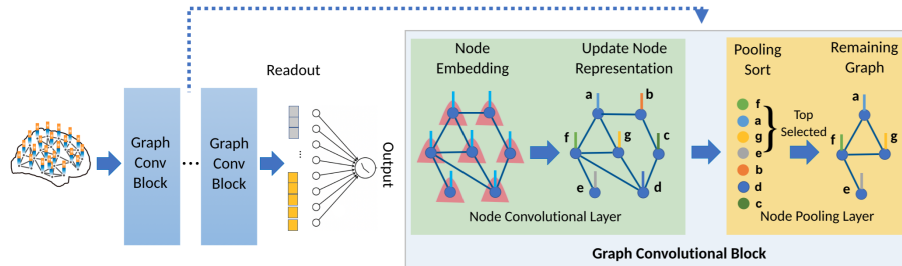 Readout
Graph
Conv
Block
...
Graph
Conv
Block
Output
Node
Embedding
Update Node
Representation
a
b
f
g
c
e
d
Node Convolutional Layer
Pooling
Sort
f
a
g
e
b
d
c
Top
Selected
Remaining
Graph
a
f
g
e
Node Pooling Layer
Graph Convolutional Block